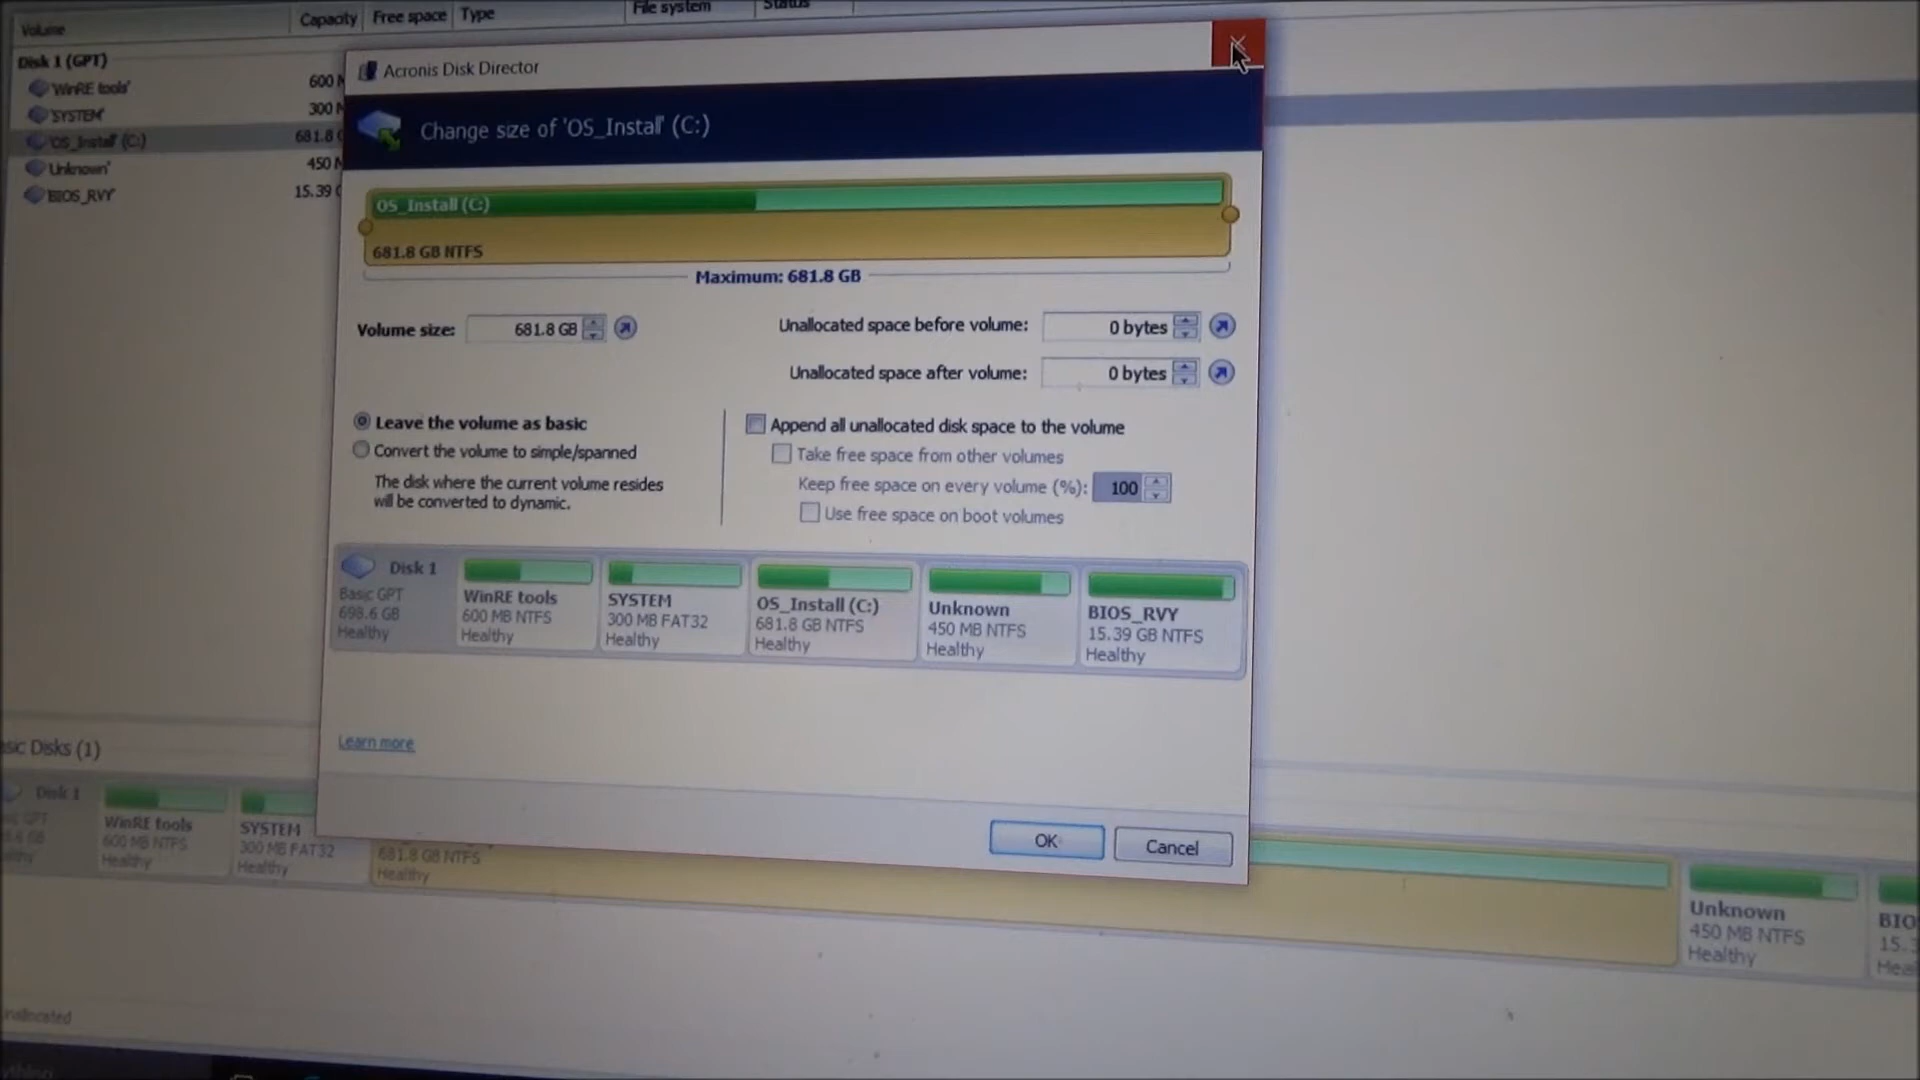 Volume
Capacity
Free space
Type
File system
Status
Disk 1 (GPT)
'WinRE tools'
600 M
'SYSTEM'
300 M
'OS_Install' (C:)
681.8 G
'Unknown'
450 M
'BIOS_RVY'
15.39 G
Acronis Disk Director
Change size of 'OS_Install' (C:)
OS_Install (C:)
681.8 GB NTFS
Maximum: 681.8 GB
Volume size:
681.8 GB
Unallocated space before volume:
0 bytes
Unallocated space after volume:
0 bytes
Leave the volume as basic
Convert the volume to simple/spanned
The disk where the current volume resides
will be converted to dynamic.
Append all unallocated disk space to the volume
Take free space from other volumes
Keep free space on every volume (%):
100
Use free space on boot volumes
Disk 1
Basic GPT
698.6 GB
Healthy
WinRE tools
600 MB NTFS
Healthy
SYSTEM
300 MB FAT32
Healthy
OS_Install (C:)
681.8 GB NTFS
Healthy
Unknown
450 MB NTFS
Healthy
BIOS_RVY
15.39 GB NTFS
Healthy
Learn more
OK
Cancel
sic Disks (1)
Disk 1
WinRE tools
600 MB NTFS
Healthy
SYSTEM
300 MB FAT32
Healthy
681.8 GB NTFS
Healthy
Unknown
450 MB NTFS
Healthy
BIO
15.3
Hea